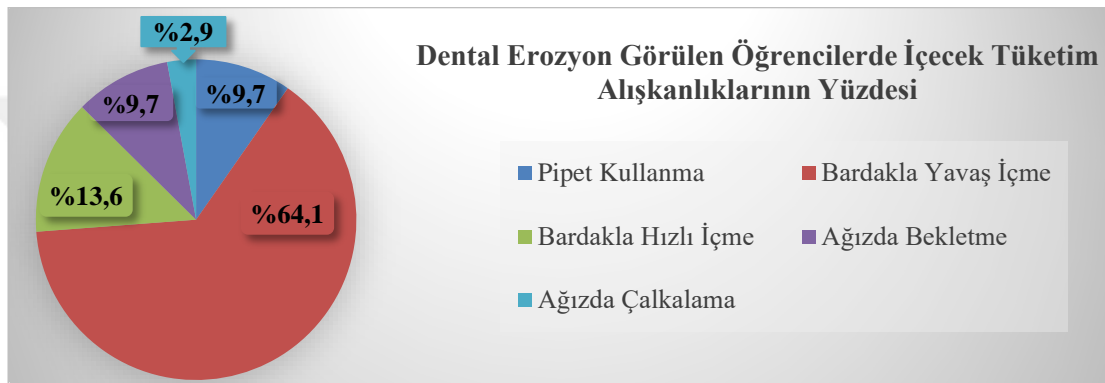 %2,9
%9,7
%9,7
%13,6
%64,1
Dental Erozyon Görülen Öğrencilerde İçecek Tüketim
Alışkanlıklarının Yüzdesi
Pipet Kullanma
Bardakla Yavaş İçme
Bardakla Hızlı İçme
Ağızda Bekletme
Ağızda Çalkalama